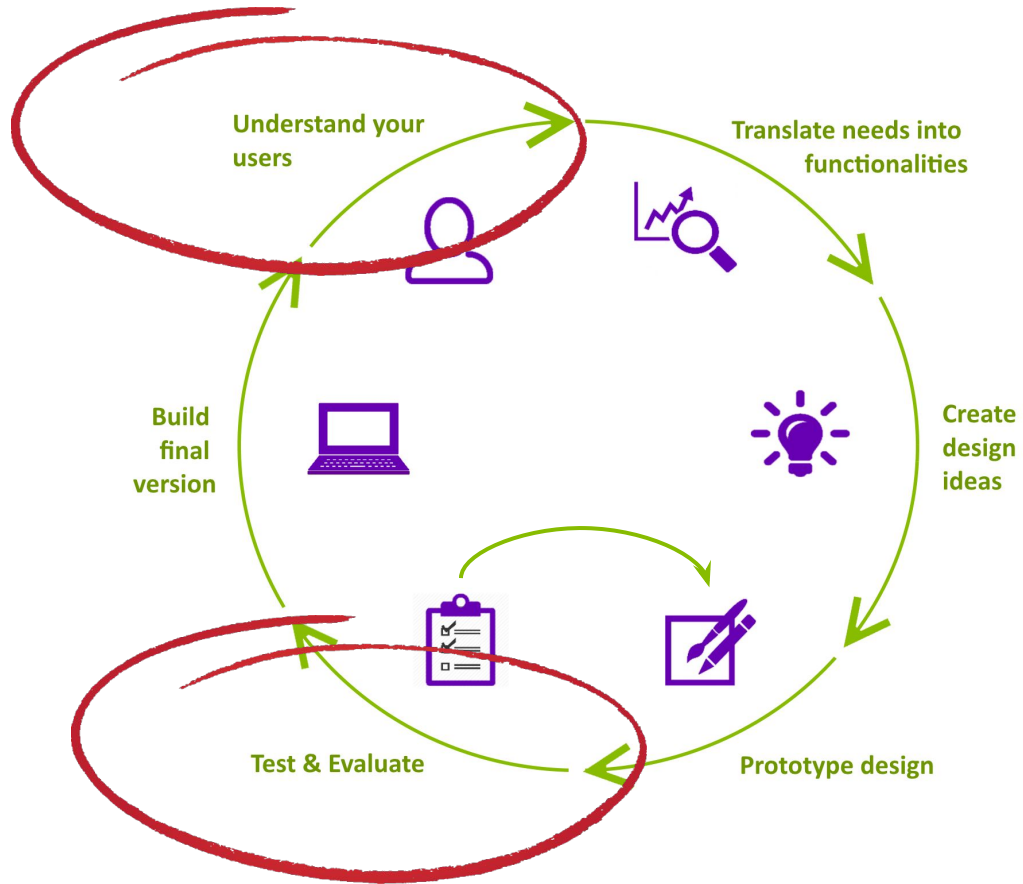 Understand your
users
Translate needs into
functionalities
Create
design
ideas
Prototype design
Test & Evaluate
Build
final
version